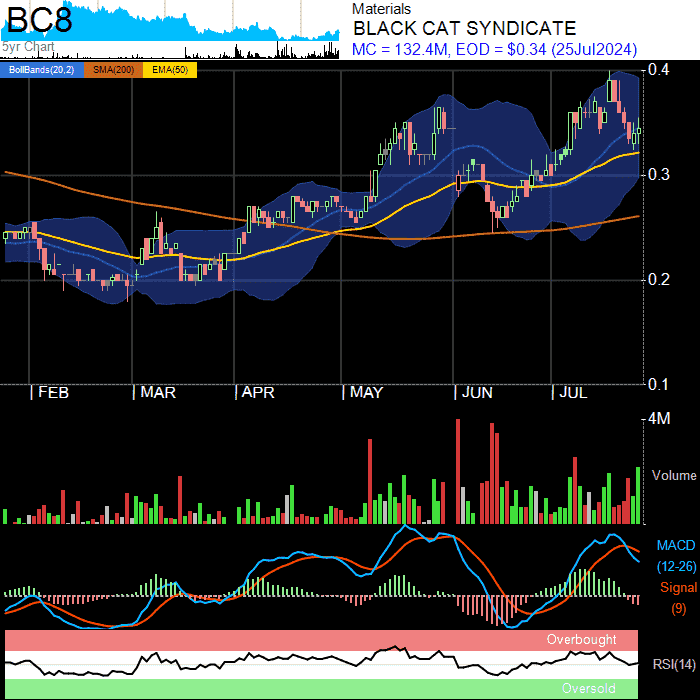 BC8
5yr Chart
Materials
BLACK CAT SYNDICATE
MC = 132.4M, EOD = $0.34 (25Jul2024)
BollBands(20,2) SMA(200) EMA(50)
0.4
0.3
0.2
0.1
| FEB | MAR | APR | MAY | JUN | JUL
4M
Volume
MACD
(12-26)
Signal
(9)
Overbought
RSI(14)
Oversold